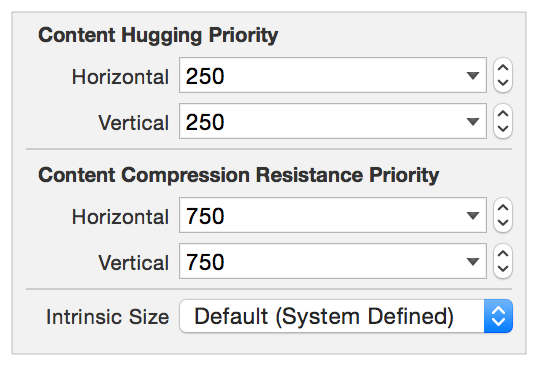 Content Hugging Priority
Horizontal 250
Vertical 250
Content Compression Resistance Priority
Horizontal 750
Vertical 750
Intrinsic Size Default (System Defined)